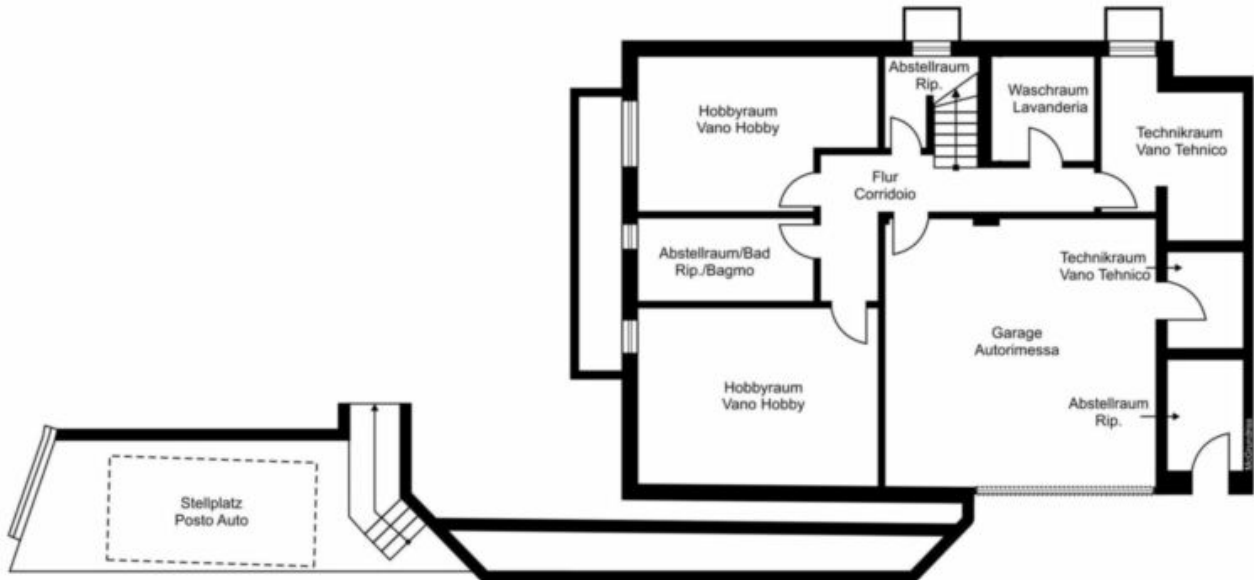 Abstellraum
Rip.
Hobbyraum
Vano Hobby
Waschraum
Lavanderia
Technikraum
Vano Tehnico
Flur
Corridoio
Abstellraum/Bad
Rip./Bagmo
Technikraum
Vano Tehnico
Garage
Autorimessa
Hobbyraum
Vano Hobby
Abstellraum
Rip.
Stellplatz
Posto Auto